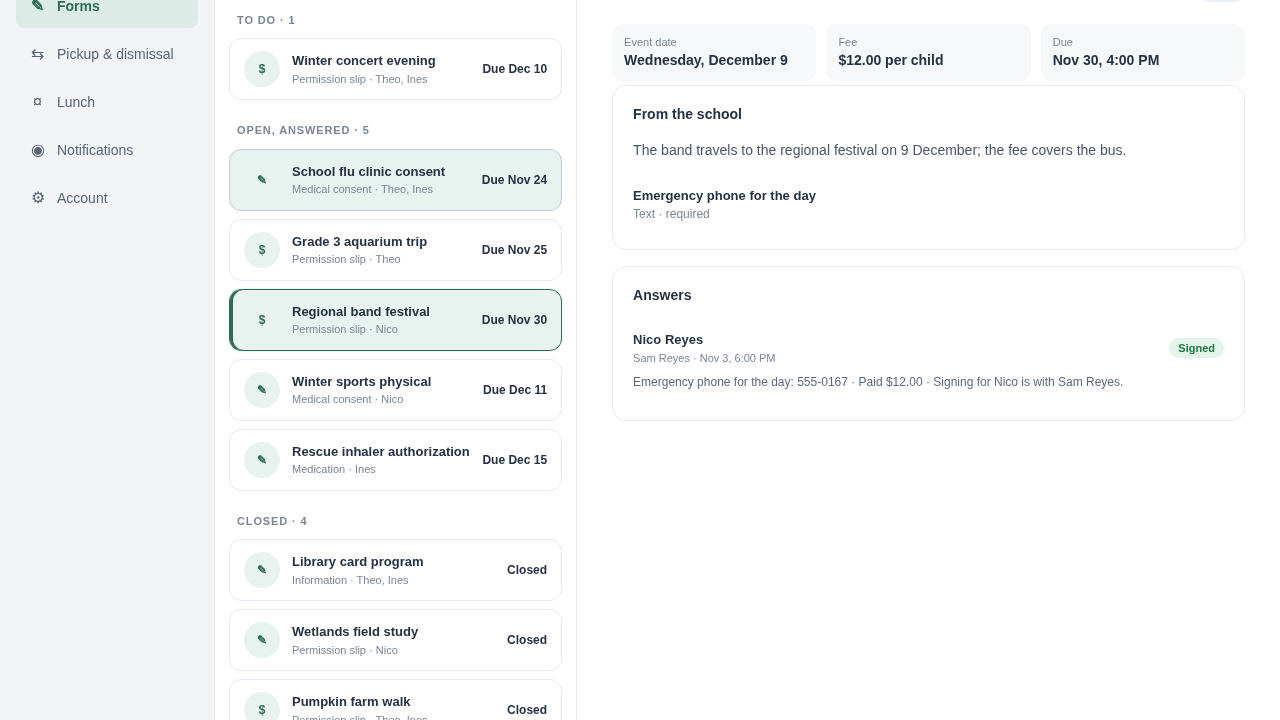 Forms
Pickup & dismissal
Lunch
Notifications
Account
TO DO · 1
Winter concert evening
Permission slip · Theo, Ines
Due Dec 10
OPEN, ANSWERED · 5
School flu clinic consent
Medical consent · Theo, Ines
Due Nov 24
Grade 3 aquarium trip
Permission slip · Theo
Due Nov 25
Regional band festival
Permission slip · Nico
Due Nov 30
Winter sports physical
Medical consent · Nico
Due Dec 11
Rescue inhaler authorization
Medication · Ines
Due Dec 15
CLOSED · 4
Library card program
Information · Theo, Ines
Closed
Wetlands field study
Permission slip · Nico
Closed
Pumpkin farm walk
Permission slip · Theo, Ines
Closed
Event date
Wednesday, December 9
Fee
$12.00 per child
Due
Nov 30, 4:00 PM
From the school
The band travels to the regional festival on 9 December; the fee covers the bus.
Emergency phone for the day
Text · required
Answers
Nico Reyes
Sam Reyes · Nov 3, 6:00 PM
Signed
Emergency phone for the day: 555-0167 · Paid $12.00 · Signing for Nico is with Sam Reyes.